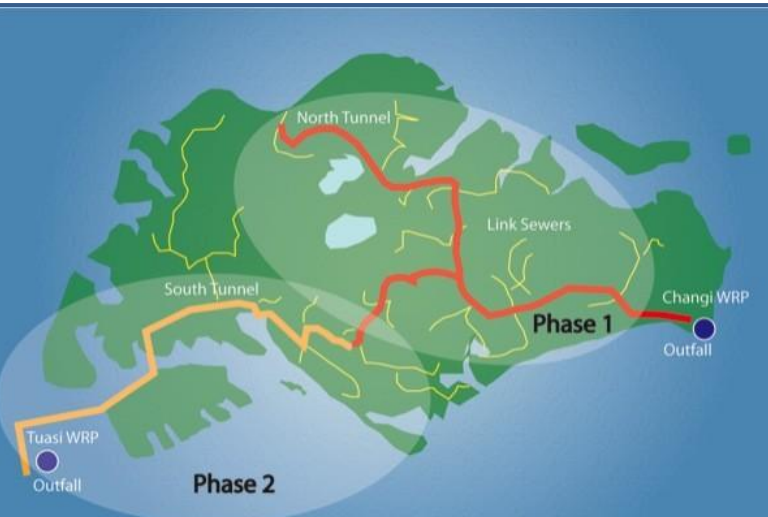 North Tunnel
Link Sewers
South Tunnel
Changi WRP
Phase 1
Outfall
Tuasi WRP
Outfall
Phase 2